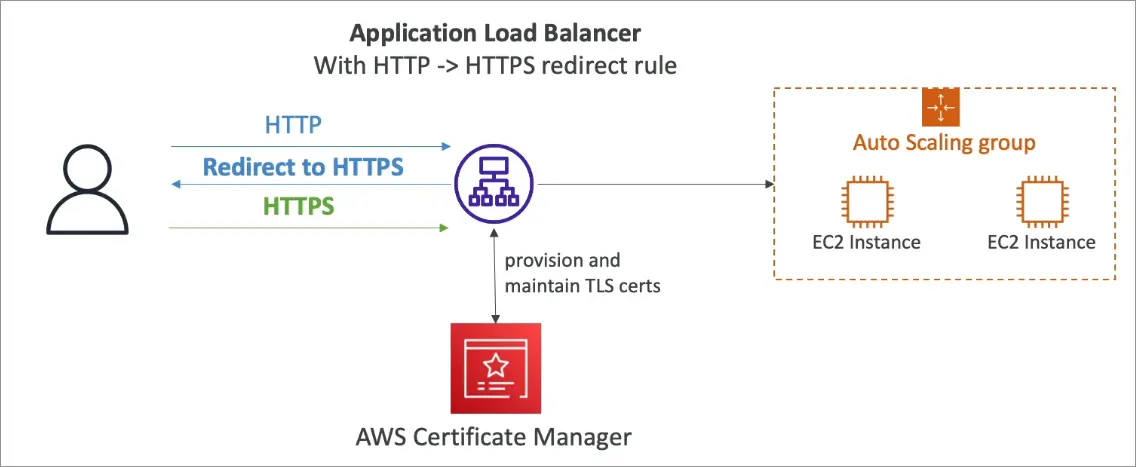 Application Load Balancer
With HTTP -> HTTPS redirect rule
HTTP
Redirect to HTTPS
HTTPS
Auto Scaling group
EC2 Instance
EC2 Instance
provision and
maintain TLS certs
AWS Certificate Manager